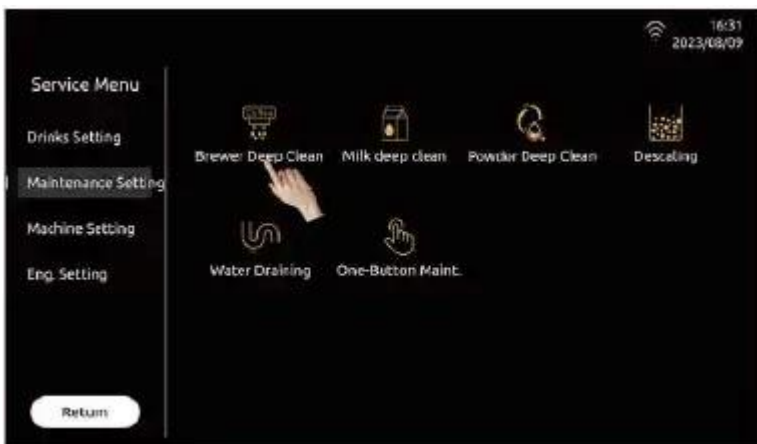 16:31
2023/08/09
Service Menu
Drinks Setting
Maintenance Setting
Machine Setting
Eng. Setting
Return
Brewer Deep Clean
Milk deep clean
Powder Deep Clean
Descaling
Water Draining
One-Button Maint.